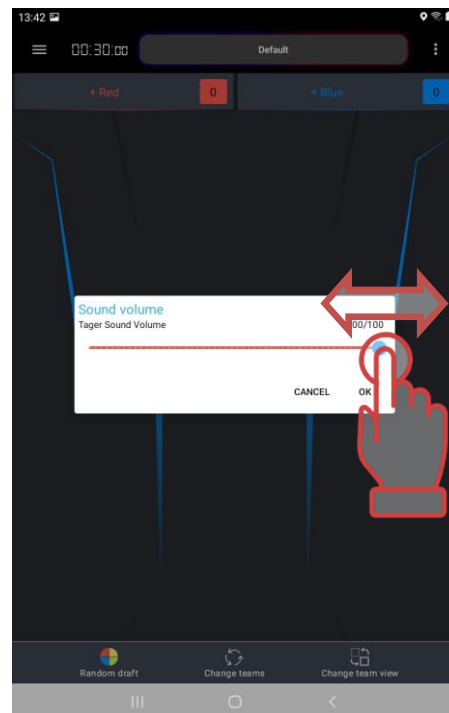 13:42
00:30:00 Default
+ Red 0 + Blue 0
Sound volume
Tager Sound Volume 00/100
CANCEL OK
Random draft Change teams Change team view